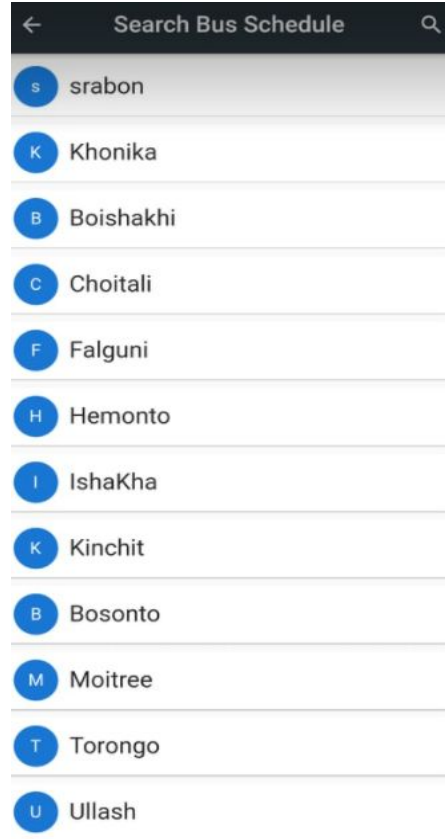 Search Bus Schedule
s srabon
K Khonika
B Boishakhi
C Choitali
F Falguni
H Hemonto
I IshaKha
K Kinchit
B Bosonto
M Moitree
T Torongo
U Ullash